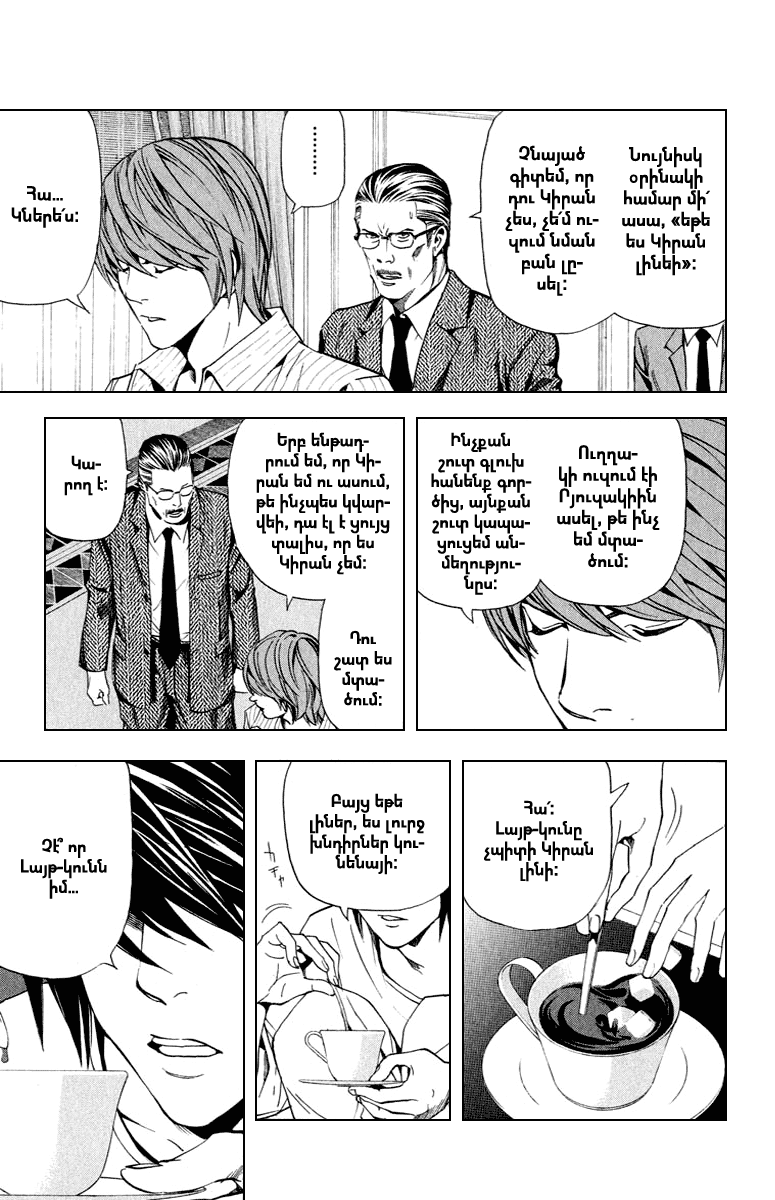 Նույնիսկ
օրինակի
համար մի՛
ասա, «եթե
ես Կիրան
լինեի»:
Չնայած
գիտեմ, որ
դու Կիրան
չես, չե՛մ ու-
զում նման
բան լը-
սել:
.........
Հա...
Կներե՛ս:
Ուղղա-
կի ուզում էի
Րյուզակիին
ասել, թե ինչ
եմ մտա-
ծում:
Ինչքան
շուտ գլուխ
հանենք գոր-
ծից, այնքան
շուտ կապա-
ցուցեմ ան-
մեղությու-
նըս:
Երբ ենթադ-
րում եմ, որ Կի-
րան եմ ու ասում,
թե ինչպես կվար-
վեի, դա էլ է ցույց
տալիս, որ ես
Կիրան չեմ:
Դու
շատ ես
մտա-
ծում:
Կա-
րող է:
Հա՛:
Լայթ-կունը
չպիտի Կիրան
լինի:
Բայց եթե
լիներ, ես լուրջ
խնդիրներ կու-
նենայի:
Չէ՞ որ
Լայթ-կունն
իմ...